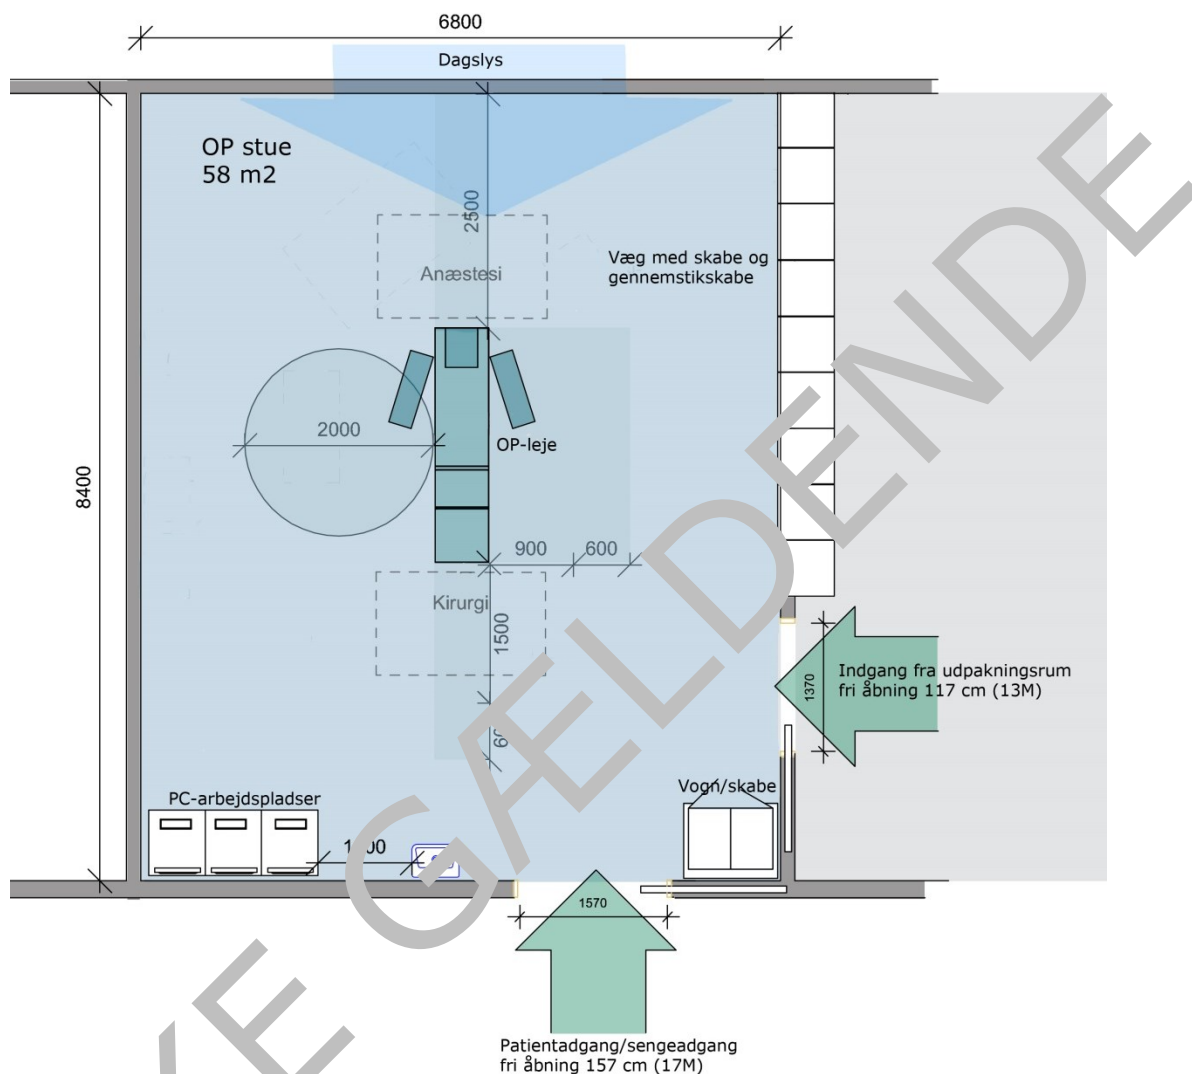 6800
Dagslys
OP stue
58 m2
2500
Anæstesi
Væg med skabe og
gennemstikskabe
2000
OP-leje
8400
900
600
Kirurgi
1500
Indgang fra udpakningsrum
fri åbning 117 cm (13M)
1370
PC-arbejdspladser
Vogn/skabe
1570
Patientadgang/sengeadgang
fri åbning 157 cm (17M)
KE GÆLDENDE